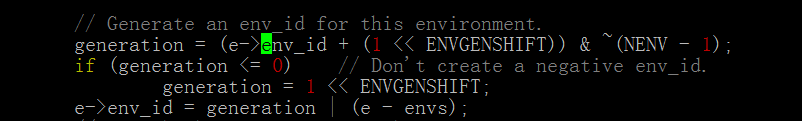 // Generate an env_id for this environment.
generation = (e->env_id + (1 << ENVGENSHIFT)) & ~(NENV - 1);
if (generation <= 0)    // Don't create a negative env_id.
        generation = 1 << ENVGENSHIFT;
e->env_id = generation | (e - envs);